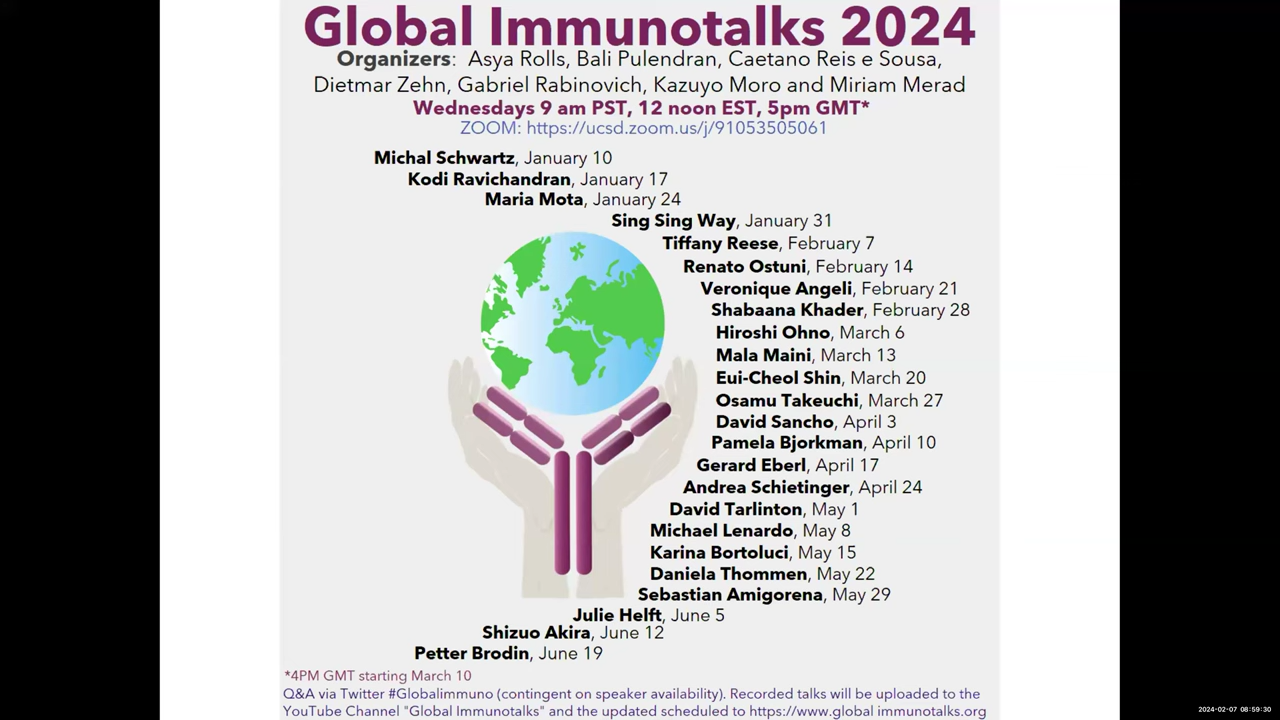 Global Immunotalks 2024
Organizers: Asya Rolls, Bali Pulendran, Caetano Reis e Sousa,
Dietmar Zehn, Gabriel Rabinovich, Kazuyo Moro and Miriam Merad
Wednesdays 9 am PST, 12 noon EST, 5pm GMT*
ZOOM: https://ucsd.zoom.us/j/91053505061
Michal Schwartz, January 10
Kodi Ravichandran, January 17
Maria Mota, January 24
Sing Sing Way, January 31
Tiffany Reese, February 7
Renato Ostuni, February 14
Veronique Angeli, February 21
Shabaana Khader, February 28
Hiroshi Ohno, March 6
Mala Maini, March 13
Eui-Cheol Shin, March 20
Osamu Takeuchi, March 27
David Sancho, April 3
Pamela Bjorkman, April 10
Gerard Eberl, April 17
Andrea Schietinger, April 24
David Tarlinton, May 1
Michael Lenardo, May 8
Karina Bortoluci, May 15
Daniela Thommen, May 22
Sebastian Amigorena, May 29
Julie Helft, June 5
Shizuo Akira, June 12
Petter Brodin, June 19
*4PM GMT starting March 10
Q&A via Twitter #Globalimmuno (contingent on speaker availability). Recorded talks will be uploaded to the
YouTube Channel "Global Immunotalks" and the updated scheduled to https://www.global immunotalks.org
2024-02-07 08:59:30